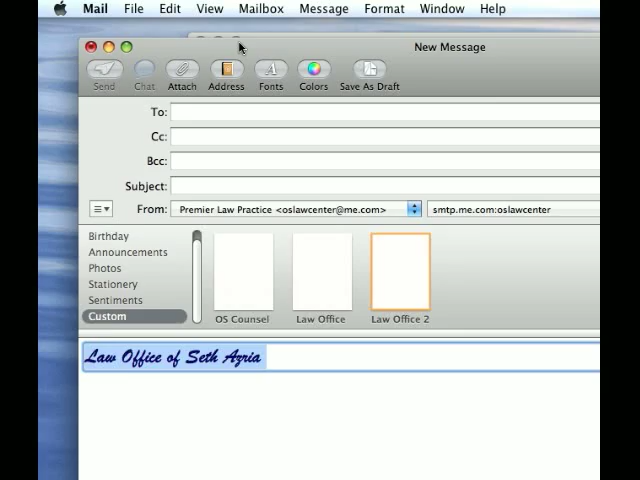 Mail File Edit View Mailbox Message Format Window Help
New Message
Send Chat Attach Address Fonts Colors Save As Draft
To:
Cc:
Bcc:
Subject:
From: Premier Law Practice <oslawcenter@me.com> smtp.me.com:oslawcenter
Birthday
Announcements
Photos
Stationery
Sentiments
Custom
OS Counsel Law Office Law Office 2
Law Office of Seth Azria